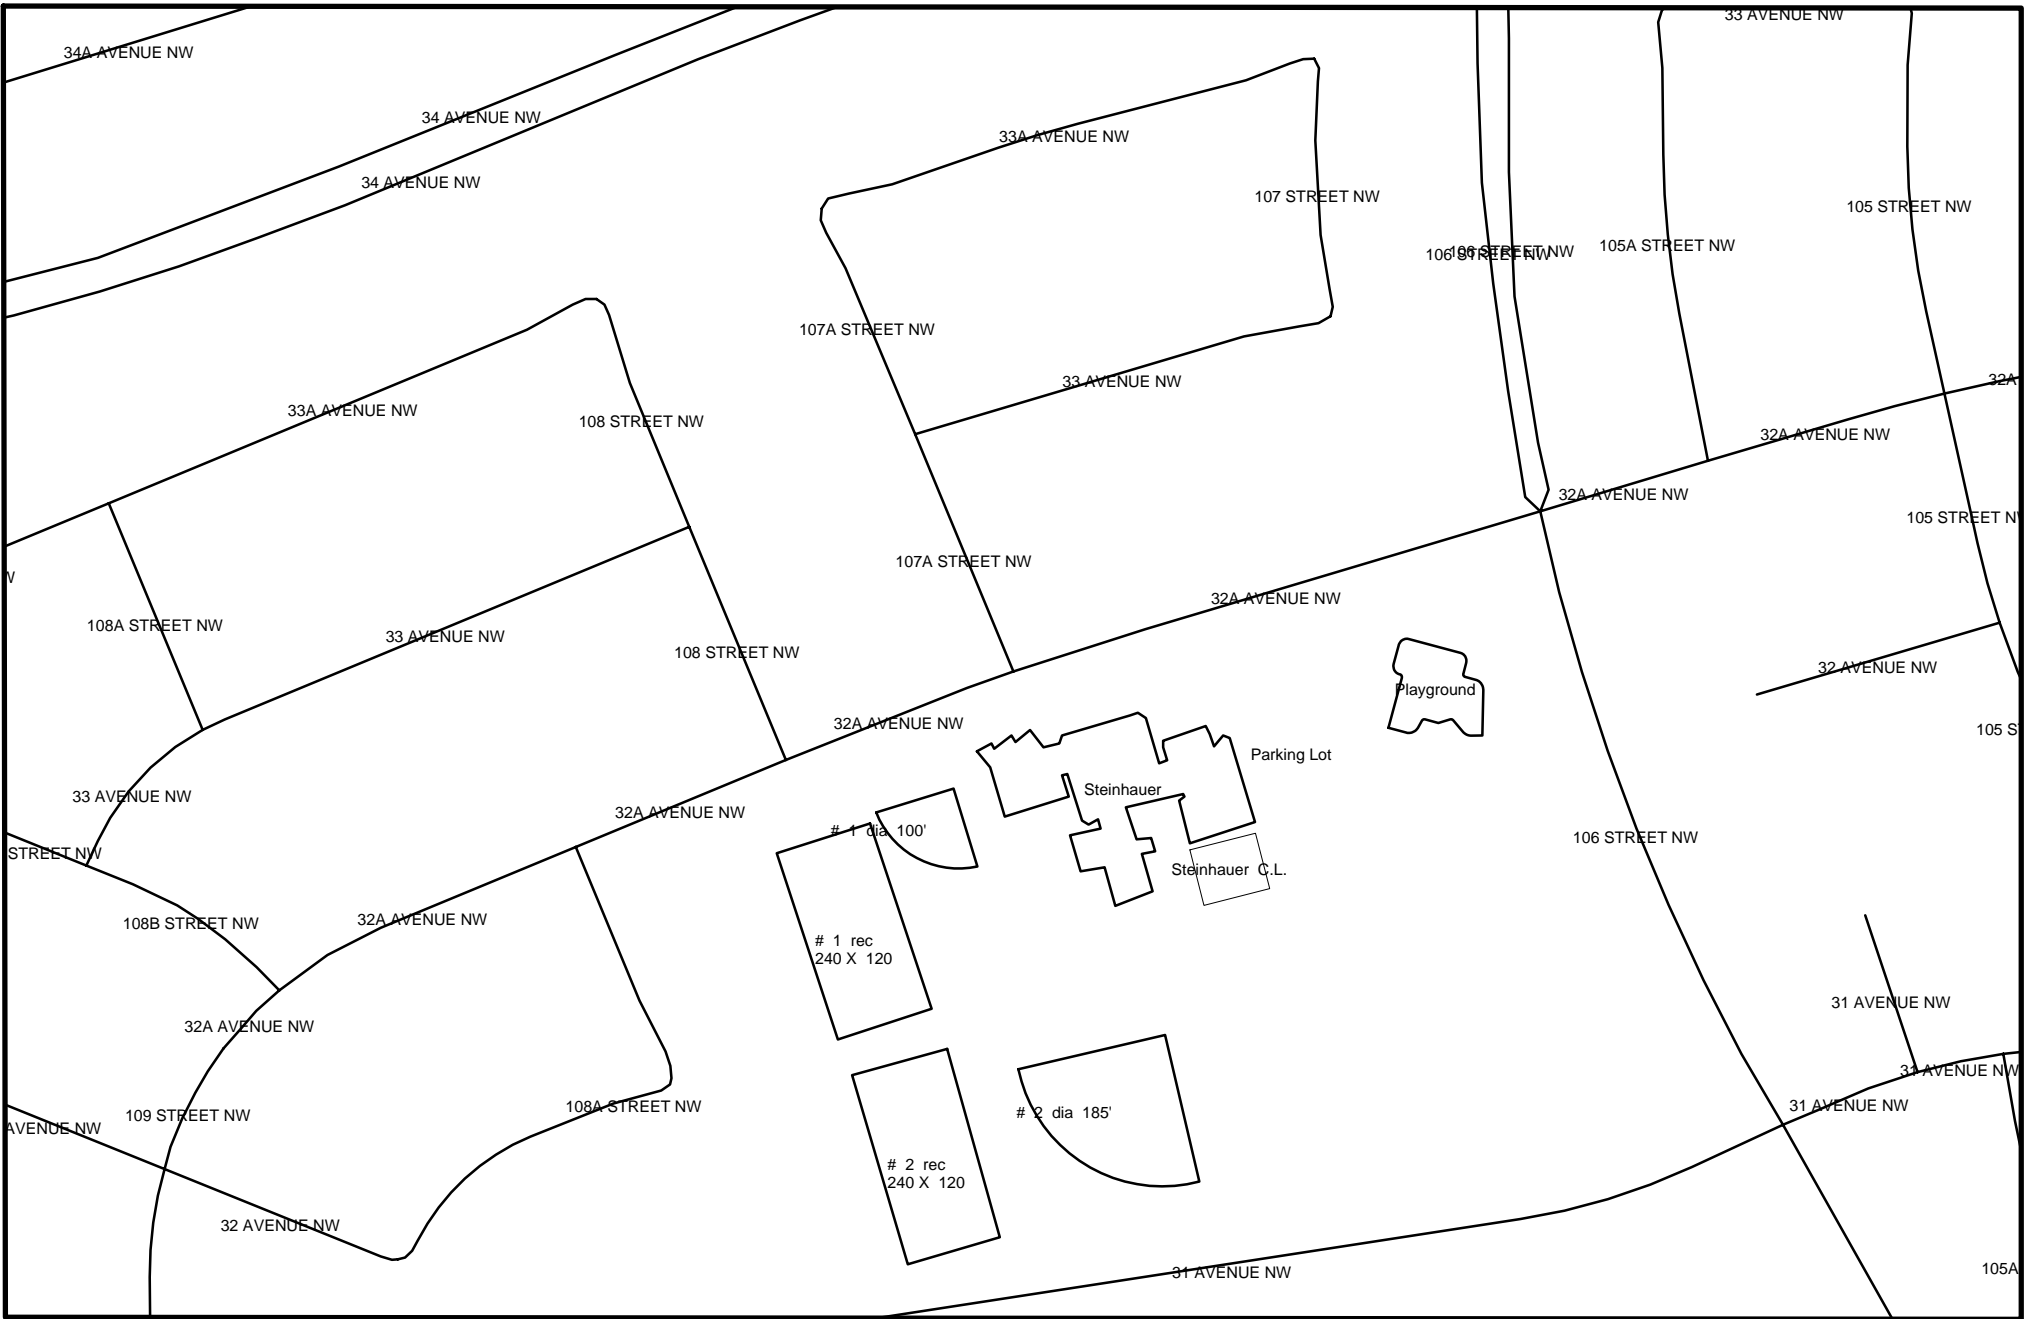 33 AVENUE NW
34A AVENUE NW
34 AVENUE NW
33A AVENUE NW
34 AVENUE NW
107 STREET NW
105 STREET NW
105A STREET NW
106 STREET NW
106 STREET NW
107A STREET NW
32A
33 AVENUE NW
33A AVENUE NW
108 STREET NW
32A AVENUE NW
32A AVENUE NW
105 STREET N
107A STREET NW
W
32A AVENUE NW
108A STREET NW
33 AVENUE NW
108 STREET NW
32 AVENUE NW
Playground
32A AVENUE NW
105 S
Parking Lot
Steinhauer
33 AVENUE NW
32A AVENUE NW
# 1 dia 100'
106 STREET NW
STREET NW
Steinhauer C.L.
32A AVENUE NW
108B STREET NW
# 1 rec
240 X 120
31 AVENUE NW
32A AVENUE NW
31 AVENUE NW
31 AVENUE NW
108A STREET NW
# 2 dia 185'
109 STREET NW
AVENUE NW
# 2 rec
240 X 120
32 AVENUE NW
31 AVENUE NW
105A